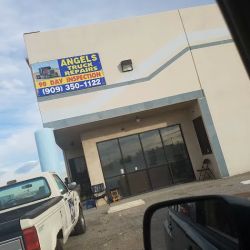 ANGELS
TRUCK
REPAIRS
90 DAY INSPECTION
(909) 350-1122